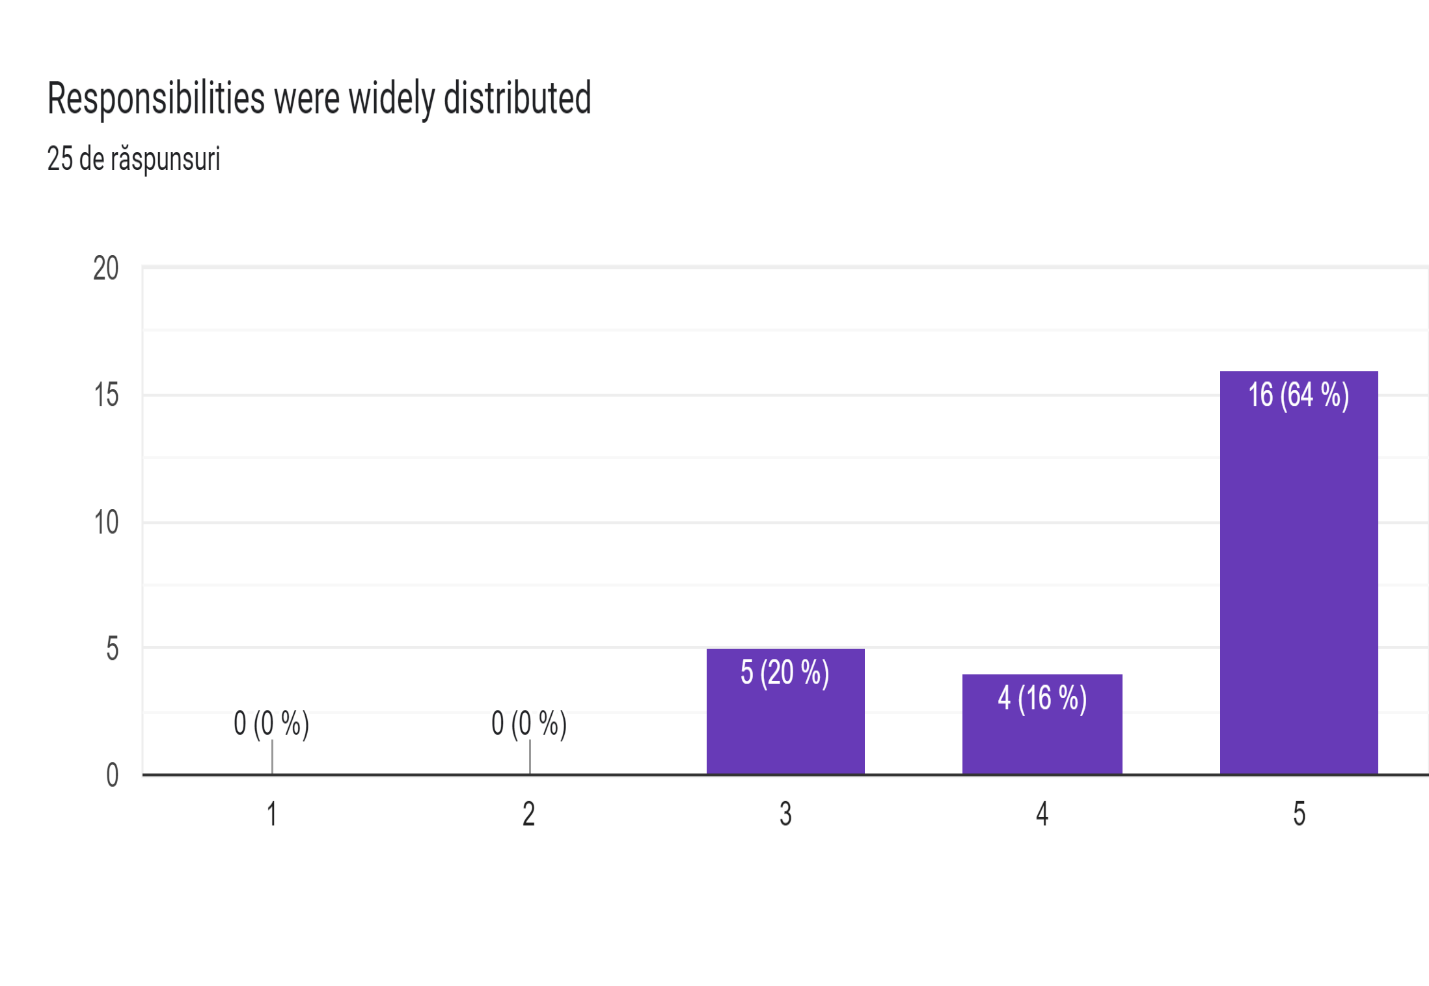 Responsibilities were widely distributed
25 de răspunsuri
20
15
10
5
0
0 (0 %)
0 (0 %)
5 (20 %)
4 (16 %)
16 (64 %)
1
2
3
4
5